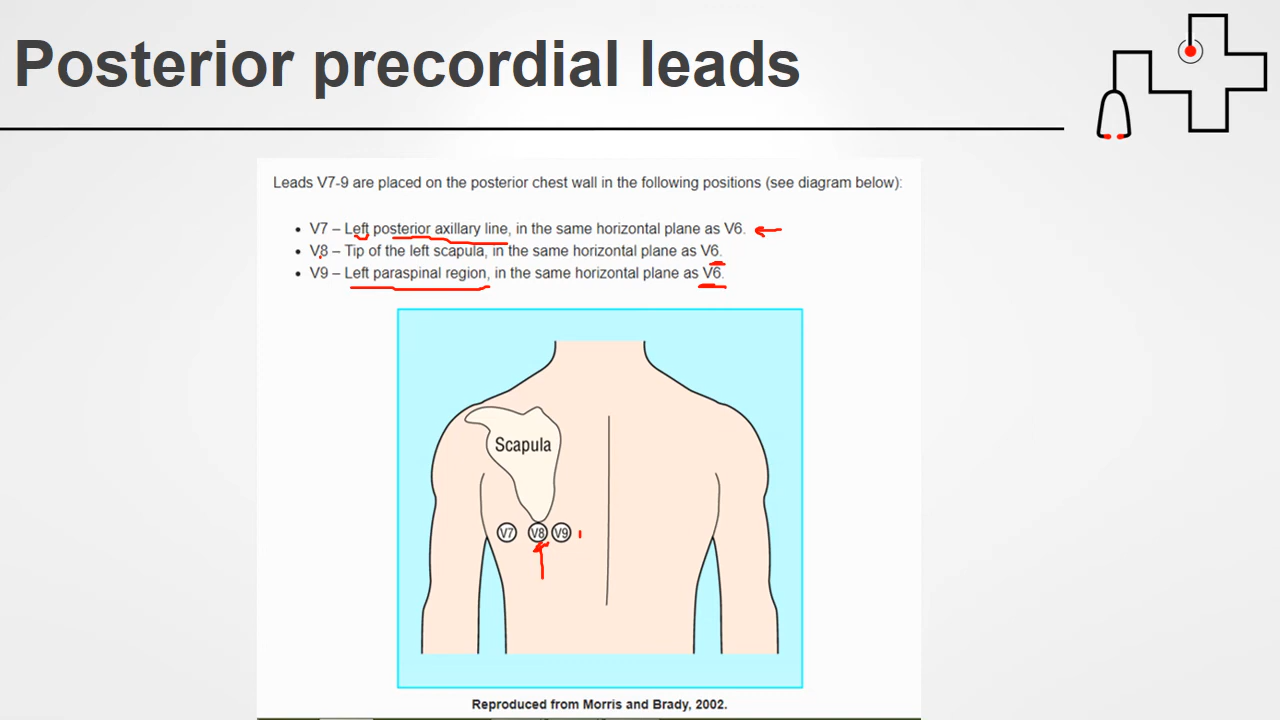 Posterior precordial leads
Leads V7-9 are placed on the posterior chest wall in the following positions (see diagram below):
• V7 – Left posterior axillary line, in the same horizontal plane as V6.
• V8 – Tip of the left scapula, in the same horizontal plane as V6.
• V9 – Left paraspinal region, in the same horizontal plane as V6.
Scapula
V7 V8 V9
Reproduced from Morris and Brady, 2002.